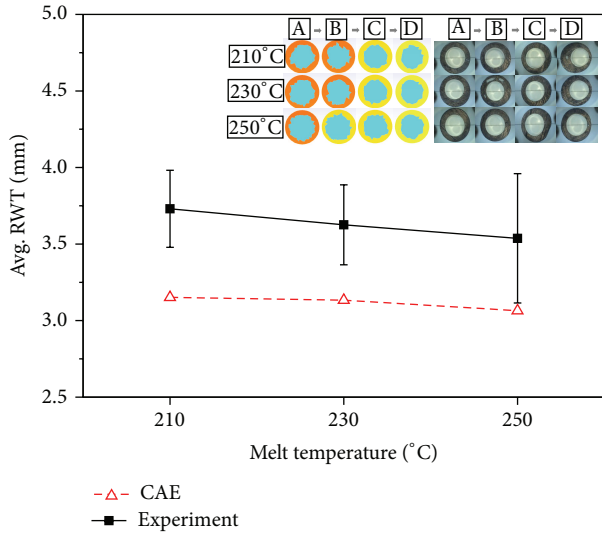 A → B → C → D A → B → C → D
210°C
230°C
250°C
5.0
4.5
4.0
3.5
3.0
2.5
Avg. RWT (mm)
210 230 250
Melt temperature (°C)
CAE
Experiment